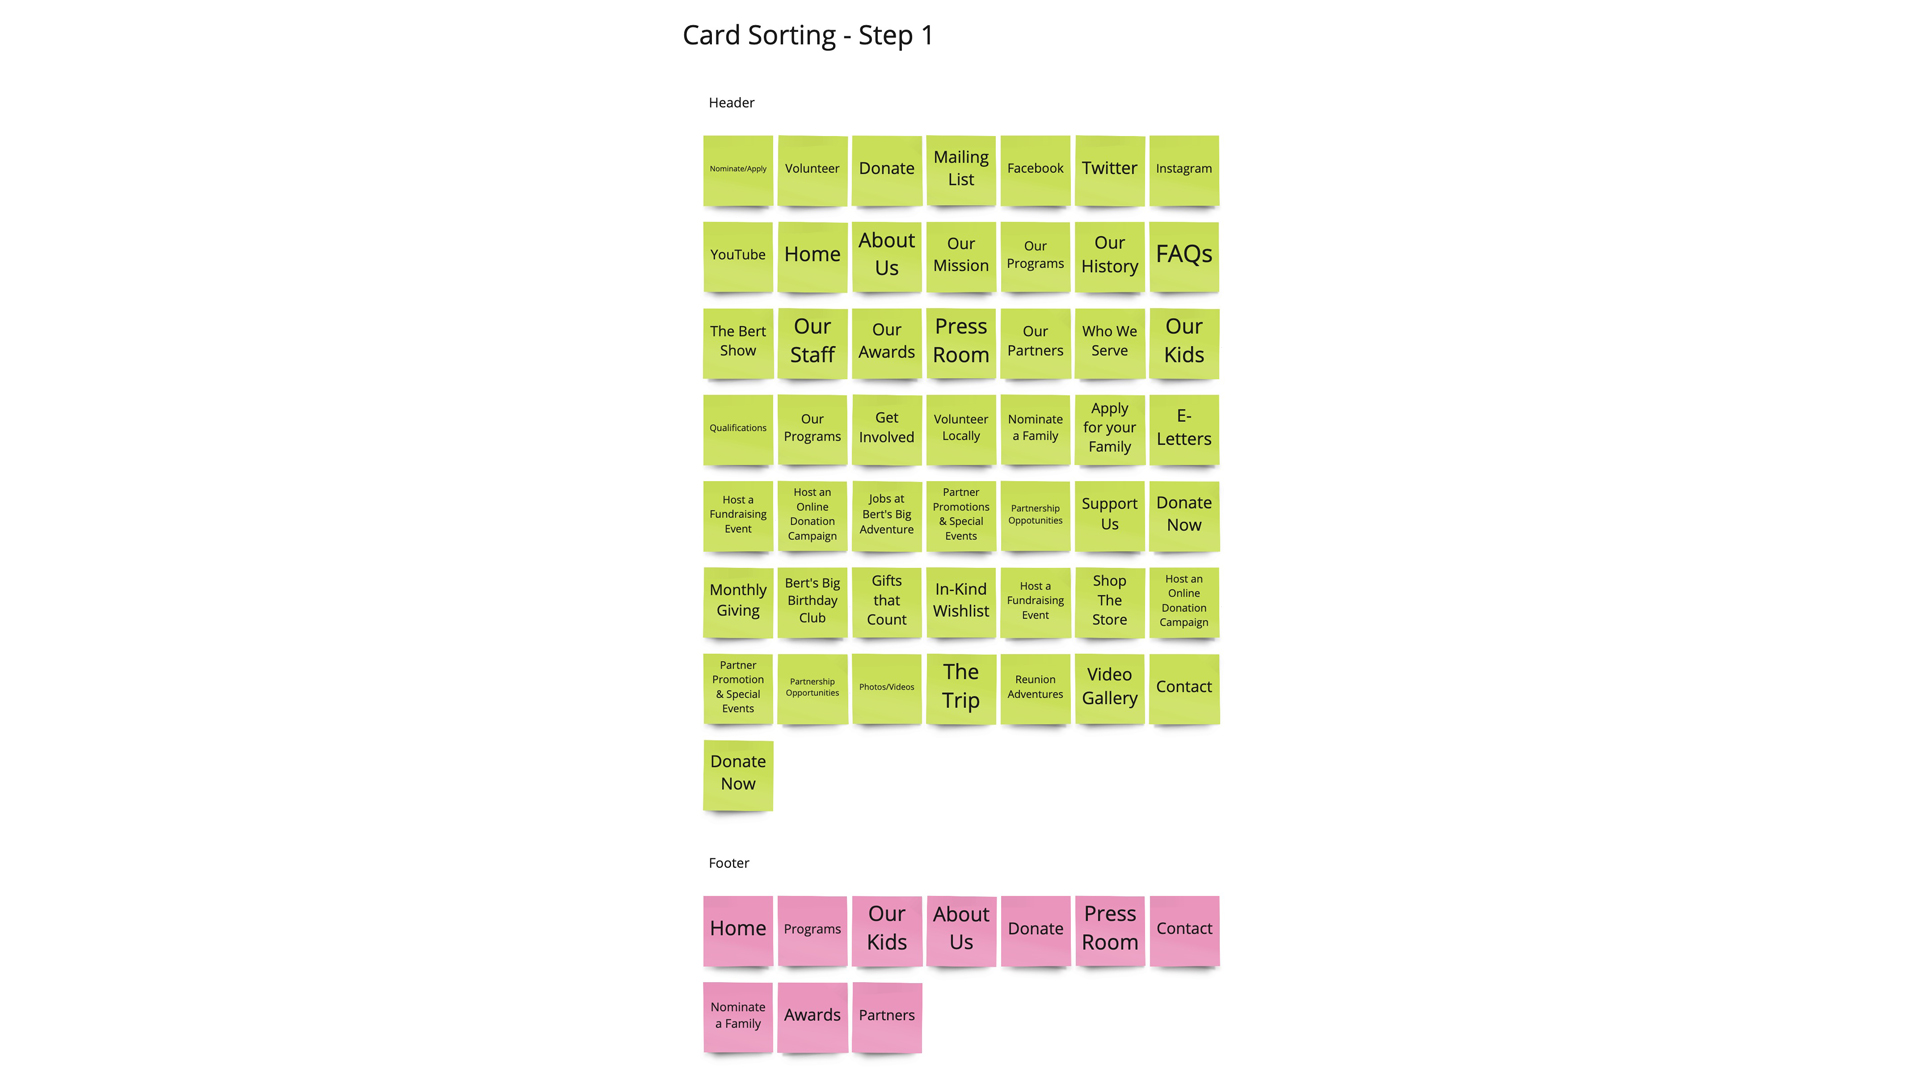 Card Sorting - Step 1
Header
Nominate/Apply
Volunteer
Donate
Mailing
List
Facebook
Twitter
Instagram
YouTube
Home
About
Us
Our
Mission
Our
Programs
Our
History
FAQs
The Bert
Show
Our
Staff
Our
Awards
Press
Room
Our
Partners
Who We
Serve
Our
Kids
Qualifications
Our
Programs
Get
Involved
Volunteer
Locally
Nominate
a Family
Apply
for your
Family
E-
Letters
Host a
Fundraising
Event
Host an
Online
Donation
Campaign
Jobs at
Bert's Big
Adventure
Partner
Promotions
& Special
Events
Partnership
Oppotunities
Support
Us
Donate
Now
Monthly
Giving
Bert's Big
Birthday
Club
Gifts
that
Count
In-Kind
Wishlist
Host a
Fundraising
Event
Shop
The
Store
Host an
Online
Donation
Campaign
Partner
Promotion
& Special
Events
Partnership
Opportunities
Photos/Videos
The
Trip
Reunion
Adventures
Video
Gallery
Contact
Donate
Now
Footer
Home
Programs
Our
Kids
About
Us
Donate
Press
Room
Contact
Nominate
a Family
Awards
Partners